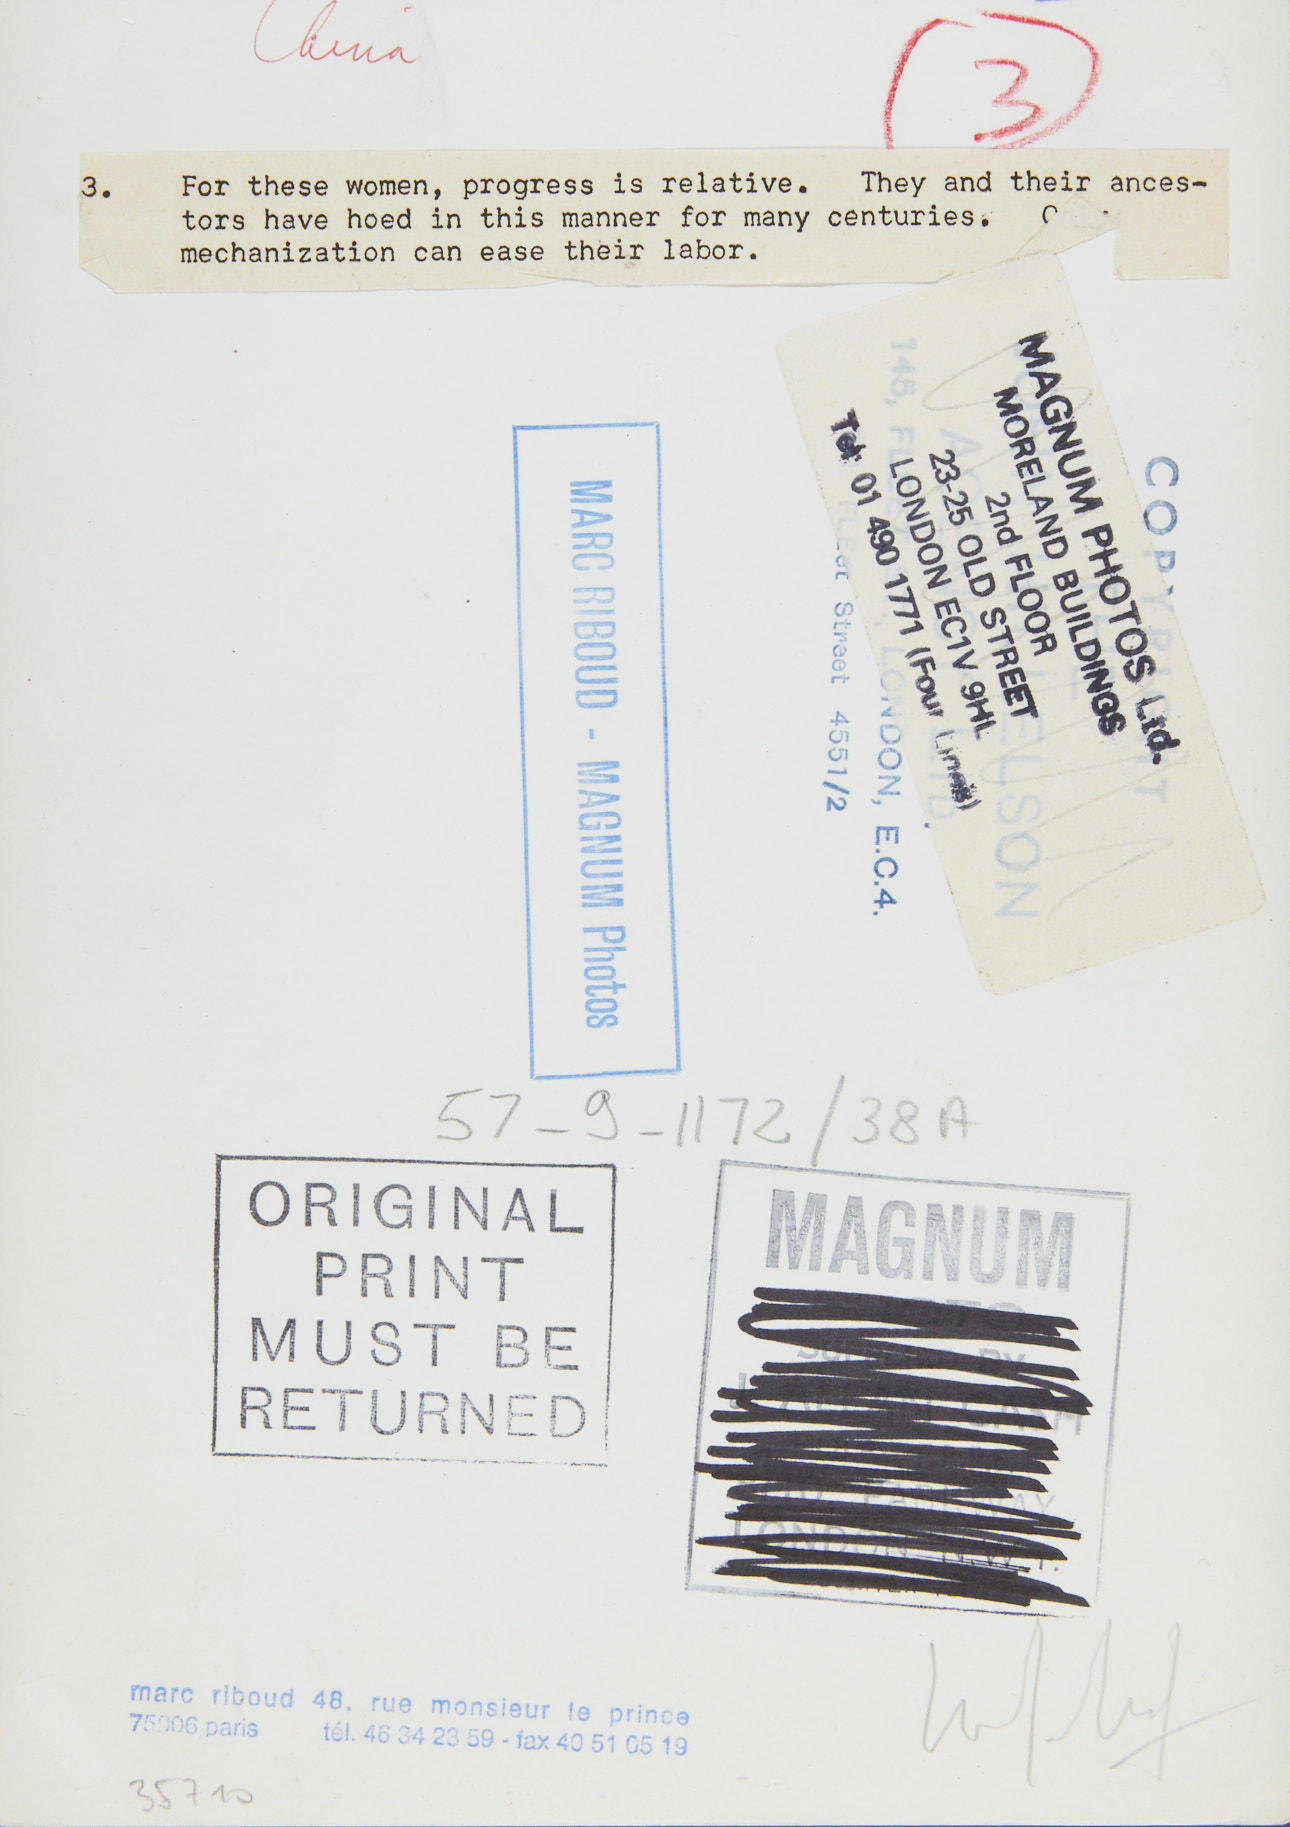 China
3
3. For these women, progress is relative. They and their ances-
tors have hoed in this manner for many centuries.
mechanization can ease their labor.
MAGNUM PHOTOS Ltd.
MORELAND BUILDINGS
2nd FLOOR
23-25 OLD STREET
LONDON EC1V 9HL
Tel: 01 490 1771 (Four Lines)
COPYRIGHT
145, LONDON, E.C.4.
Street 4551/2
MARC RIBOUD - MAGNUM Photos
57-9-1172/38A
ORIGINAL
PRINT
MUST BE
RETURNED
MAGNUM
PARKWAY
LONDON N.W.1.
marc riboud 48, rue monsieur le prince
75006 paris tél. 46 34 23 59 - fax 40 51 05 19
35710